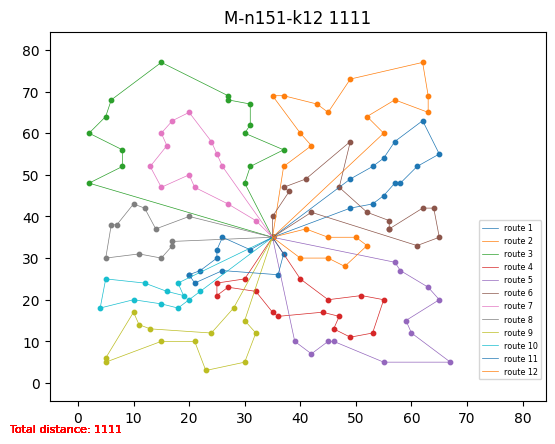 M-n151-k12 1111
80
70
60
50
40
30
20
10
0
0 10 20 30 40 50 60 70 80
route 1
route 2
route 3
route 4
route 5
route 6
route 7
route 8
route 9
route 10
route 11
route 12
Total distance: 1111